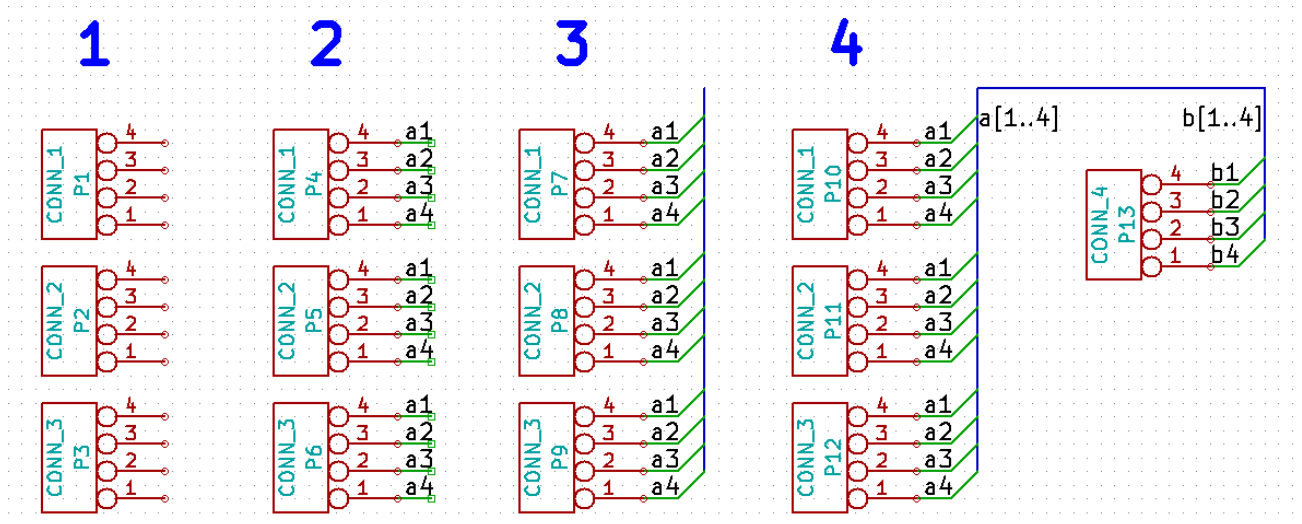 1 2 3 4
CONN_1 P1 4 3 2 1
CONN_2 P2 4 3 2 1
CONN_3 P3 4 3 2 1
CONN_1 P4 4 3 2 1 a1 a2 a3 a4
CONN_2 P5 4 3 2 1 a1 a2 a3 a4
CONN_3 P6 4 3 2 1 a1 a2 a3 a4
CONN_1 P7 4 3 2 1 a1 a2 a3 a4
CONN_2 P8 4 3 2 1 a1 a2 a3 a4
CONN_3 P9 4 3 2 1 a1 a2 a3 a4
CONN_1 P10 4 3 2 1 a1 a2 a3 a4
CONN_2 P11 4 3 2 1 a1 a2 a3 a4
CONN_3 P12 4 3 2 1 a1 a2 a3 a4
a[1..4] b[1..4]
CONN_4 P13 4 3 2 1 b1 b2 b3 b4